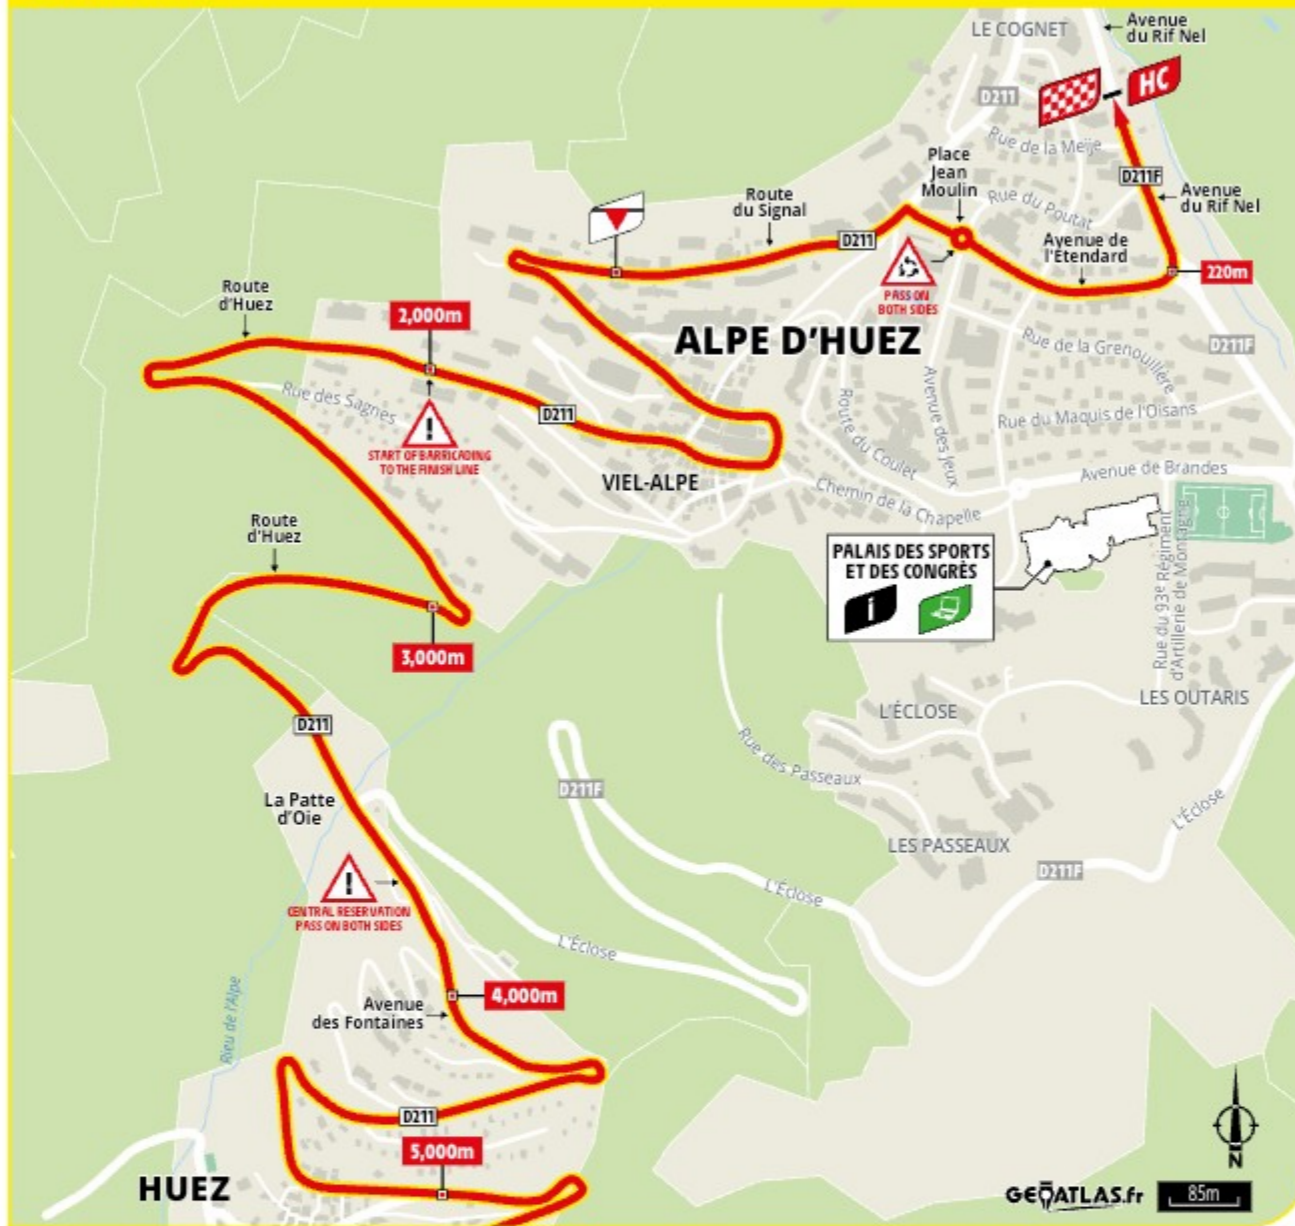 LE COGNET
Avenue
du Rif Nel
D211
HC
Rue de la Meije
Place
Jean
Moulin
D211F
Avenue
du Rif Nel
Route
du Signal
Rue du Poutat
D211
Avenue de
l'Étendard
PASS ON
BOTH SIDES
220m
Route
d'Huez
2,000m
ALPE D'HUEZ
Rue de la Grenouillère
D211F
Rue des Sagnes
D211
START OF BARRICADING
TO THE FINISH LINE
Route du Coulet
Avenue des Jeux
Rue du Maquis de l'Oisans
VIEL-ALPE
Avenue de Brandes
Chemin de la Chapelle
Route
d'Huez
PALAIS DES SPORTS
ET DES CONGRÈS
i
Rue du 93e Régiment
d'Artillerie de Montagne
3,000m
L'ÉCLOSE
LES OUTARIS
D211
Rue des Passeaux
La Patte
d'Oie
D211F
L'Éclose
LES PASSEAUX
D211F
L'Éclose
CENTRAL RESERVATION
PASS ON BOTH SIDES
L'Éclose
Rieu de l'Alpe
4,000m
Avenue
des Fontaines
D211
5,000m
HUEZ
N
GEOATLAS.fr
85m